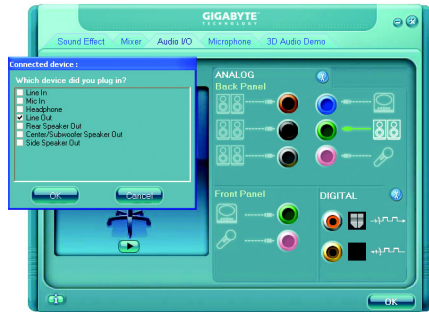 GIGABYTE
TECHNOLOGY
Sound Effect Mixer Audio I/O Microphone 3D Audio Demo
Connected device :
Which device did you plug in?
Line In
Mic In
Headphone
Line Out
Rear Speaker Out
Center/Subwoofer Speaker Out
Side Speaker Out
OK Cancel
ANALOG
Back Panel
Front Panel
DIGITAL
OK